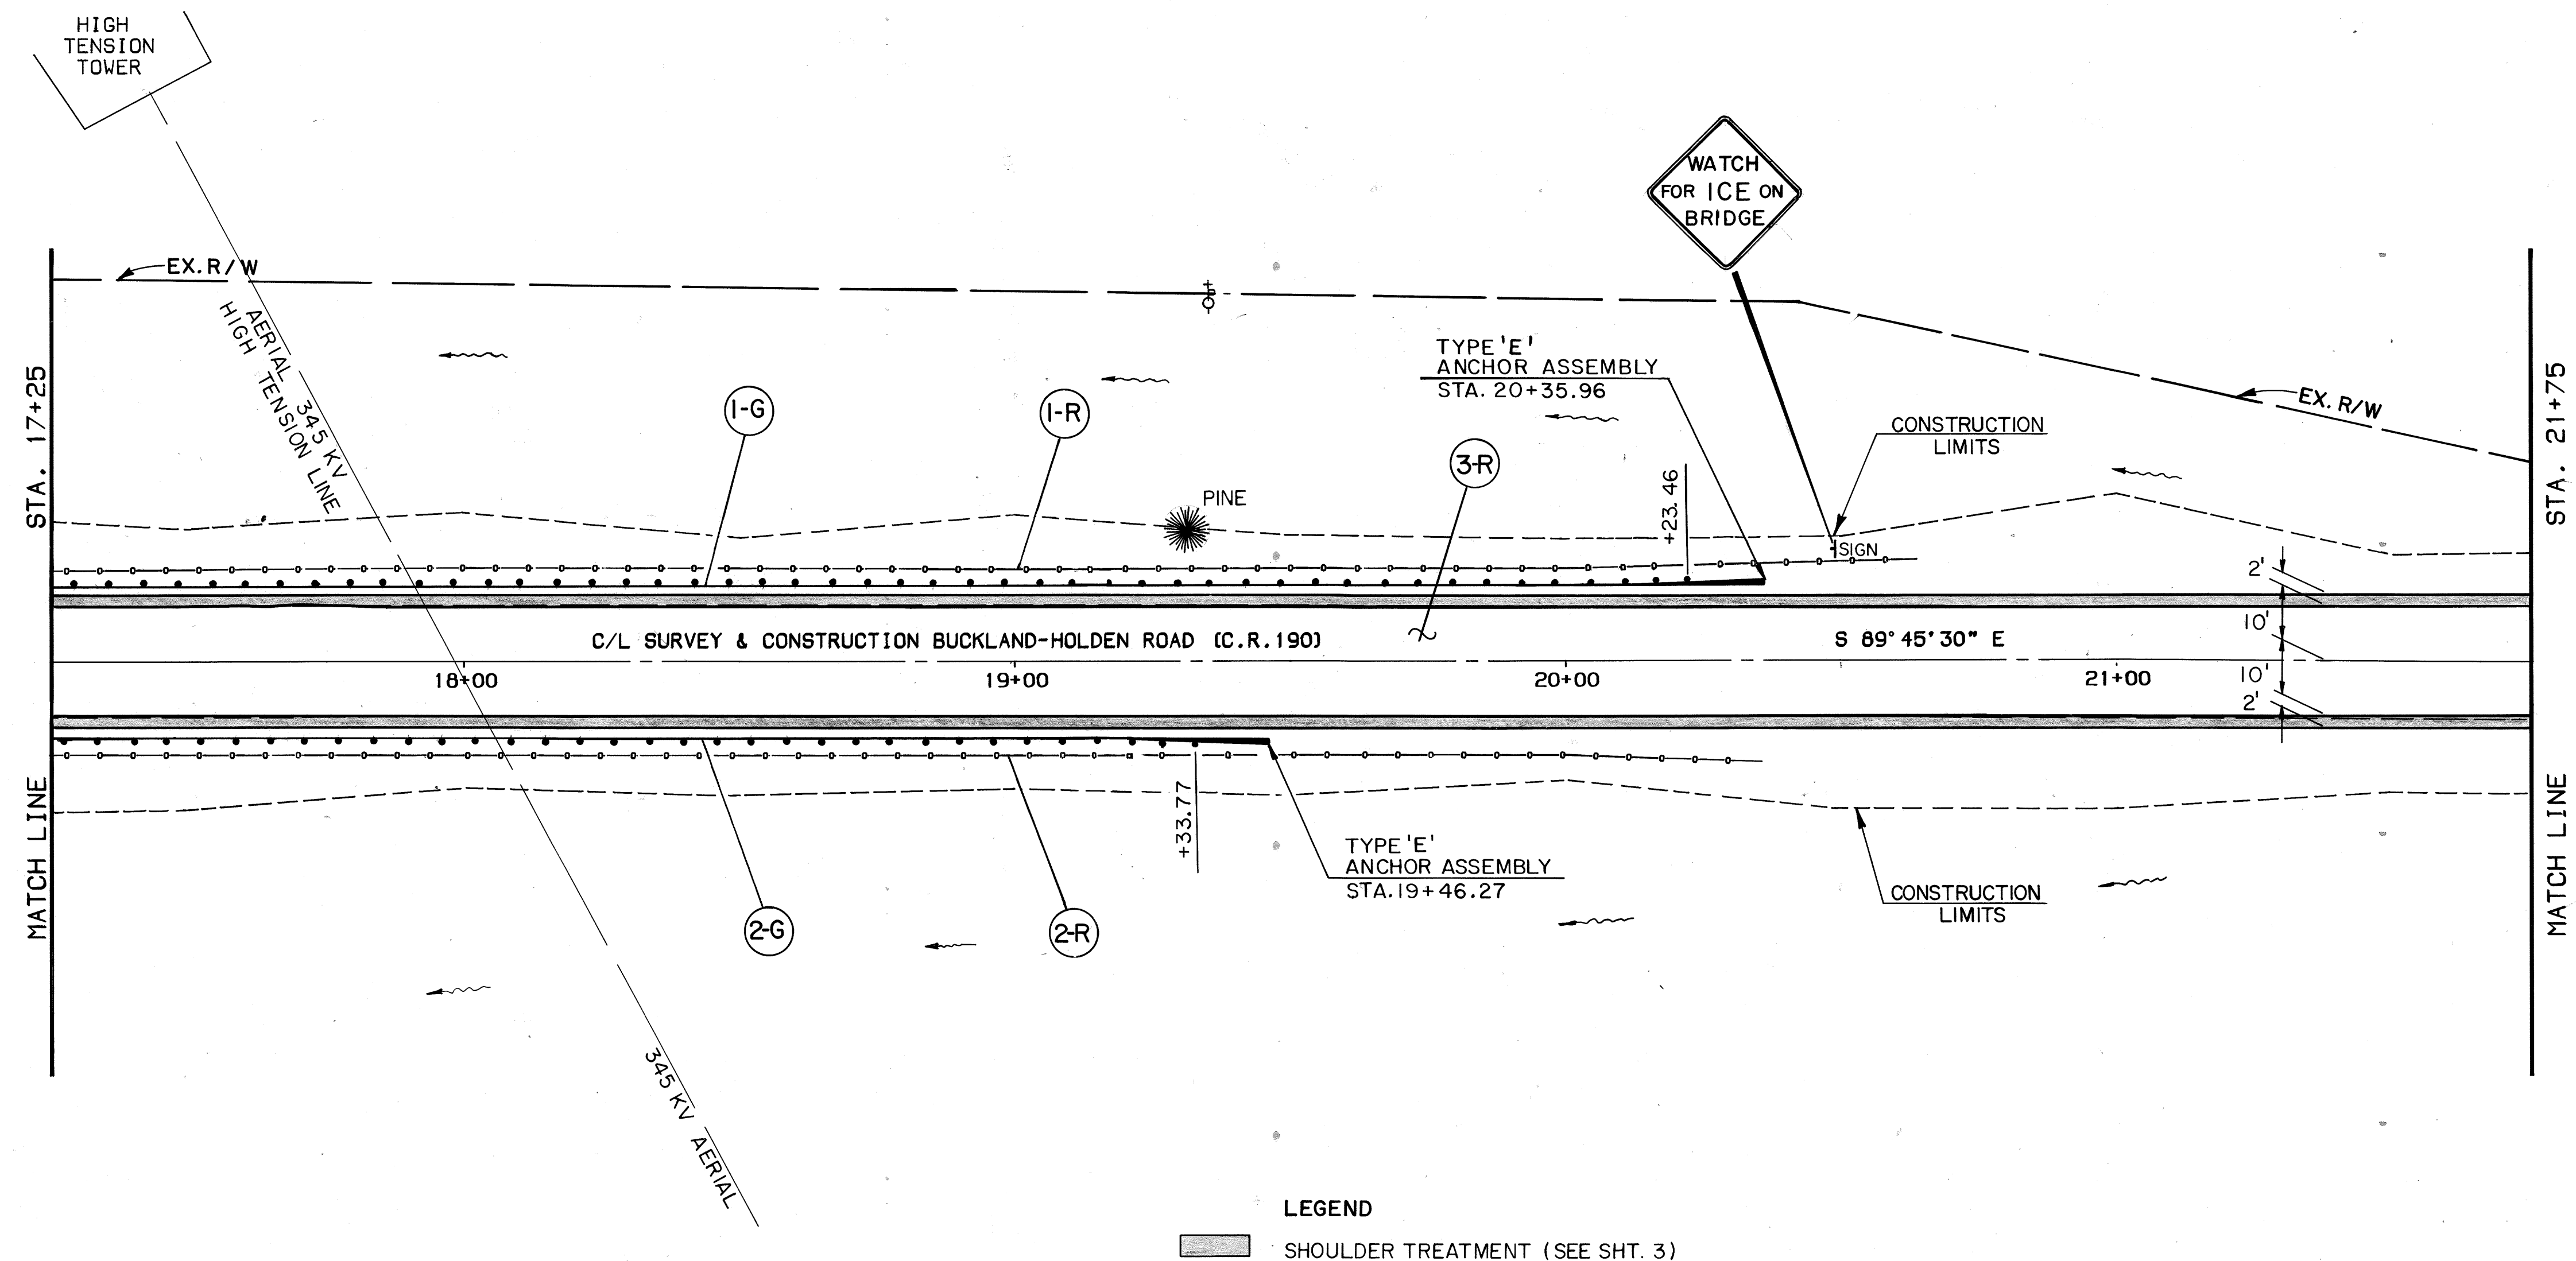 HIGH
TENSION
TOWER
WATCH
FOR ICE ON
BRIDGE
EX. R/W
AERIAL 345 KV
HIGH TENSION LINE
STA. 17+25
STA. 21+75
TYPE 'E'
ANCHOR ASSEMBLY
STA. 20+35.96
EX. R/W
1-G
1-R
3-R
CONSTRUCTION
LIMITS
PINE
+23.46
SIGN
2'
10'
10'
2'
C/L SURVEY & CONSTRUCTION BUCKLAND-HOLDEN ROAD (C.R.190)
S 89°45'30" E
18+00
19+00
20+00
21+00
MATCH LINE
MATCH LINE
+33.77
TYPE 'E'
ANCHOR ASSEMBLY
STA.19+46.27
CONSTRUCTION
LIMITS
2-G
2-R
345 KV AERIAL
LEGEND
SHOULDER TREATMENT (SEE SHT. 3)